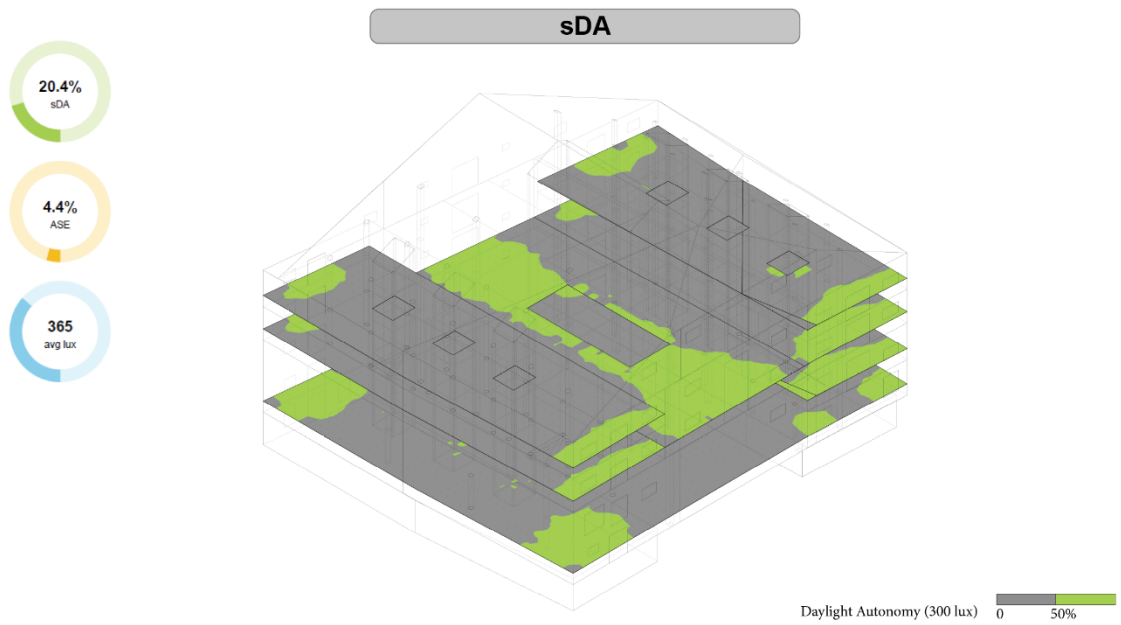 sDA
20.4%
sDA
4.4%
ASE
365
avg lux
Daylight Autonomy (300 lux)
0 50%